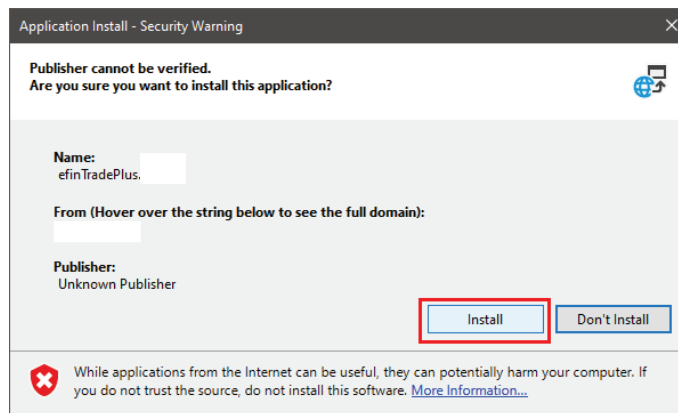 Application Install - Security Warning
Publisher cannot be verified.
Are you sure you want to install this application?
Name:
efinTradePlus.
From (Hover over the string below to see the full domain):
Publisher:
Unknown Publisher
Install Don't Install
While applications from the Internet can be useful, they can potentially harm your computer. If
you do not trust the source, do not install this software. More Information...